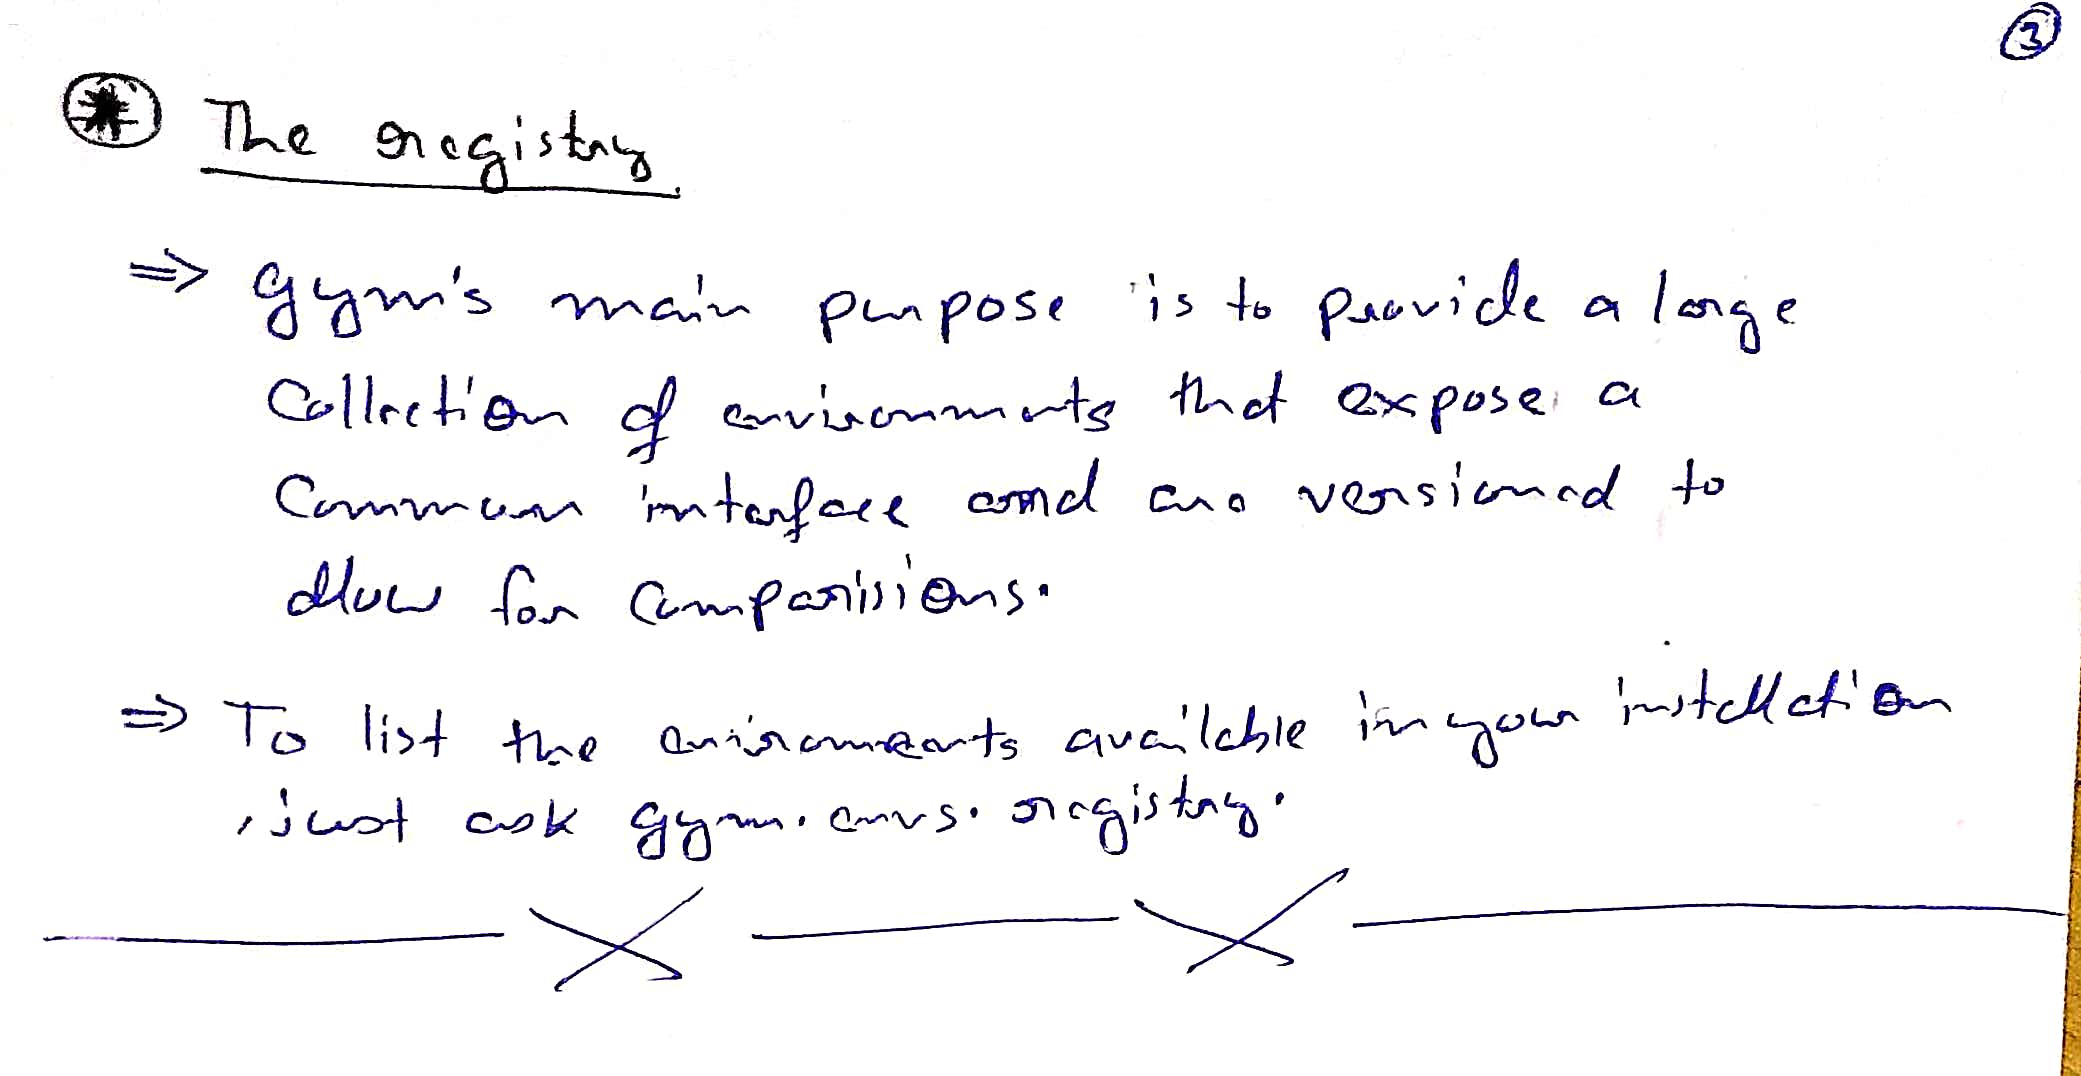 3
The registry
⇒ gym's main purpose is to provide a large
Collection of environments that expose a
Common interface and are versioned to
allow for comparisions.
⇒ To list the enviromeants available in your installation
, just ask gym.envs.registry.